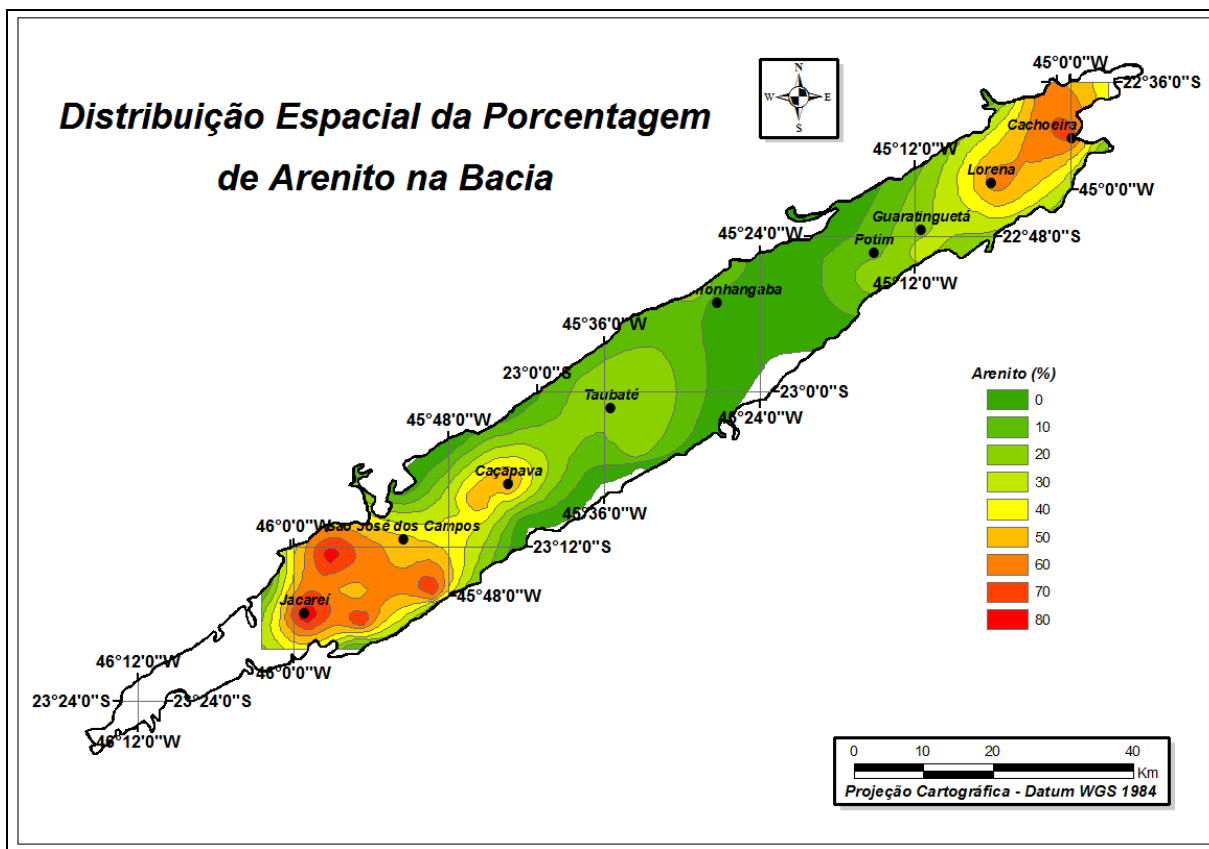 Distribuição Espacial da Porcentagem
de Arenito na Bacia
N
W E
S
45°0'0"W
22°36'0"S
Cachoeira
45°12'0"W
Lorena
45°0'0"W
Guaratinguetá
45°24'0"W
22°48'0"S
Potim
45°12'0"W
nonhangaba
45°36'0"W
23°0'0"S
23°0'0"S
Taubaté
45°24'0"W
45°48'0"W
Caçapava
45°36'0"W
46°0'0"W
sao José dos Campos
23°12'0"S
45°48'0"W
Jacareí
46°12'0"W
46°0'0"W
23°24'0"S
23°24'0"S
46°12'0"W
Arenito (%)
0
10
20
30
40
50
60
70
80
0 10 20 40
Km
Projeção Cartográfica - Datum WGS 1984